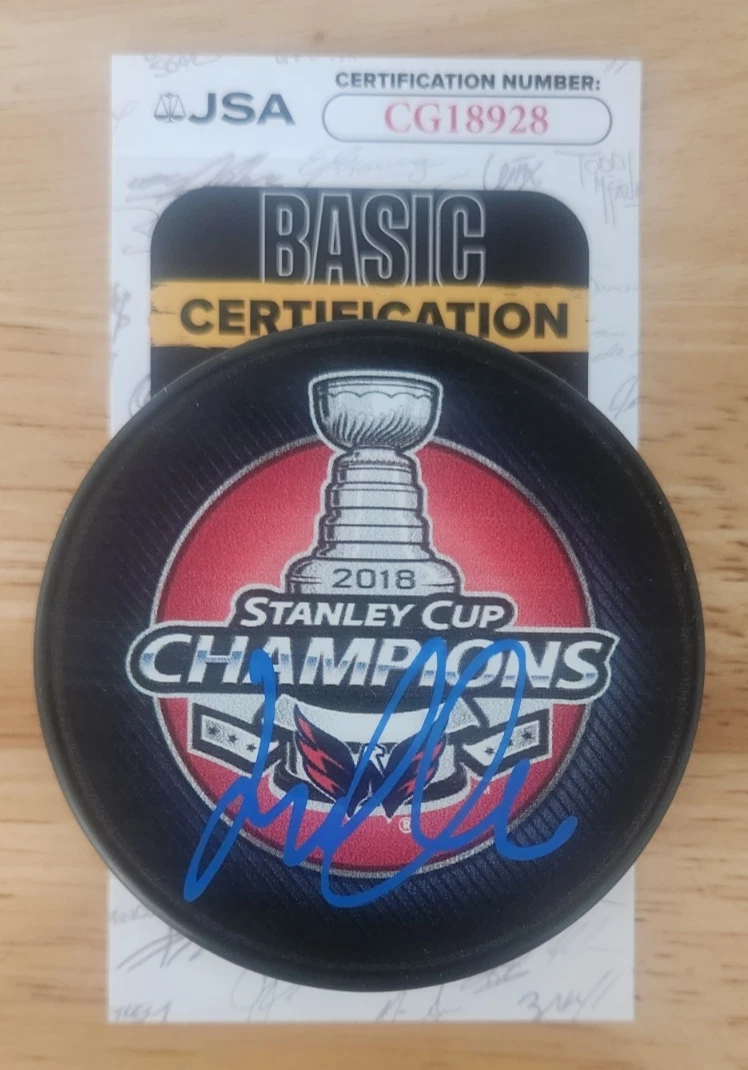 JSA
CERTIFICATION NUMBER:
CG18928
BASIC
CERTIFICATION
2018
STANLEY CUP
CHAMPIONS
®